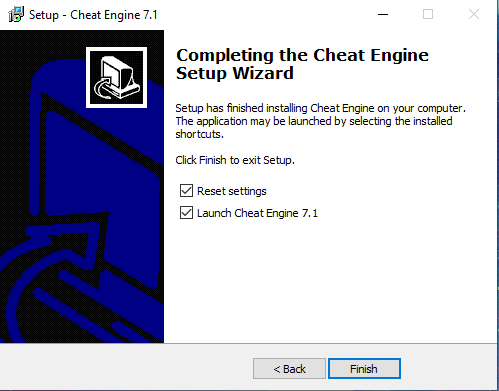 Setup - Cheat Engine 7.1
Completing the Cheat Engine
Setup Wizard
Setup has finished installing Cheat Engine on your computer.
The application may be launched by selecting the installed
shortcuts.
Click Finish to exit Setup.
Reset settings
Launch Cheat Engine 7.1
< Back
Finish